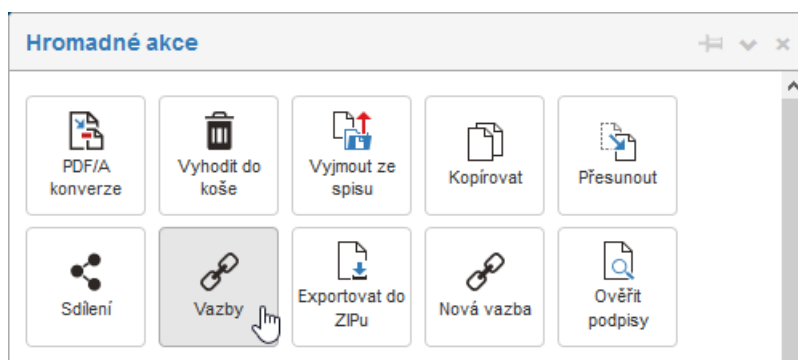 Hromadné akce
PDF/A
konverze
Vyhodit do
koše
Vyjmout ze
spisu
Kopírovat
Přesunout
Sdílení
Vazby
Exportovat do
ZIPu
Nová vazba
Ověřit
podpisy